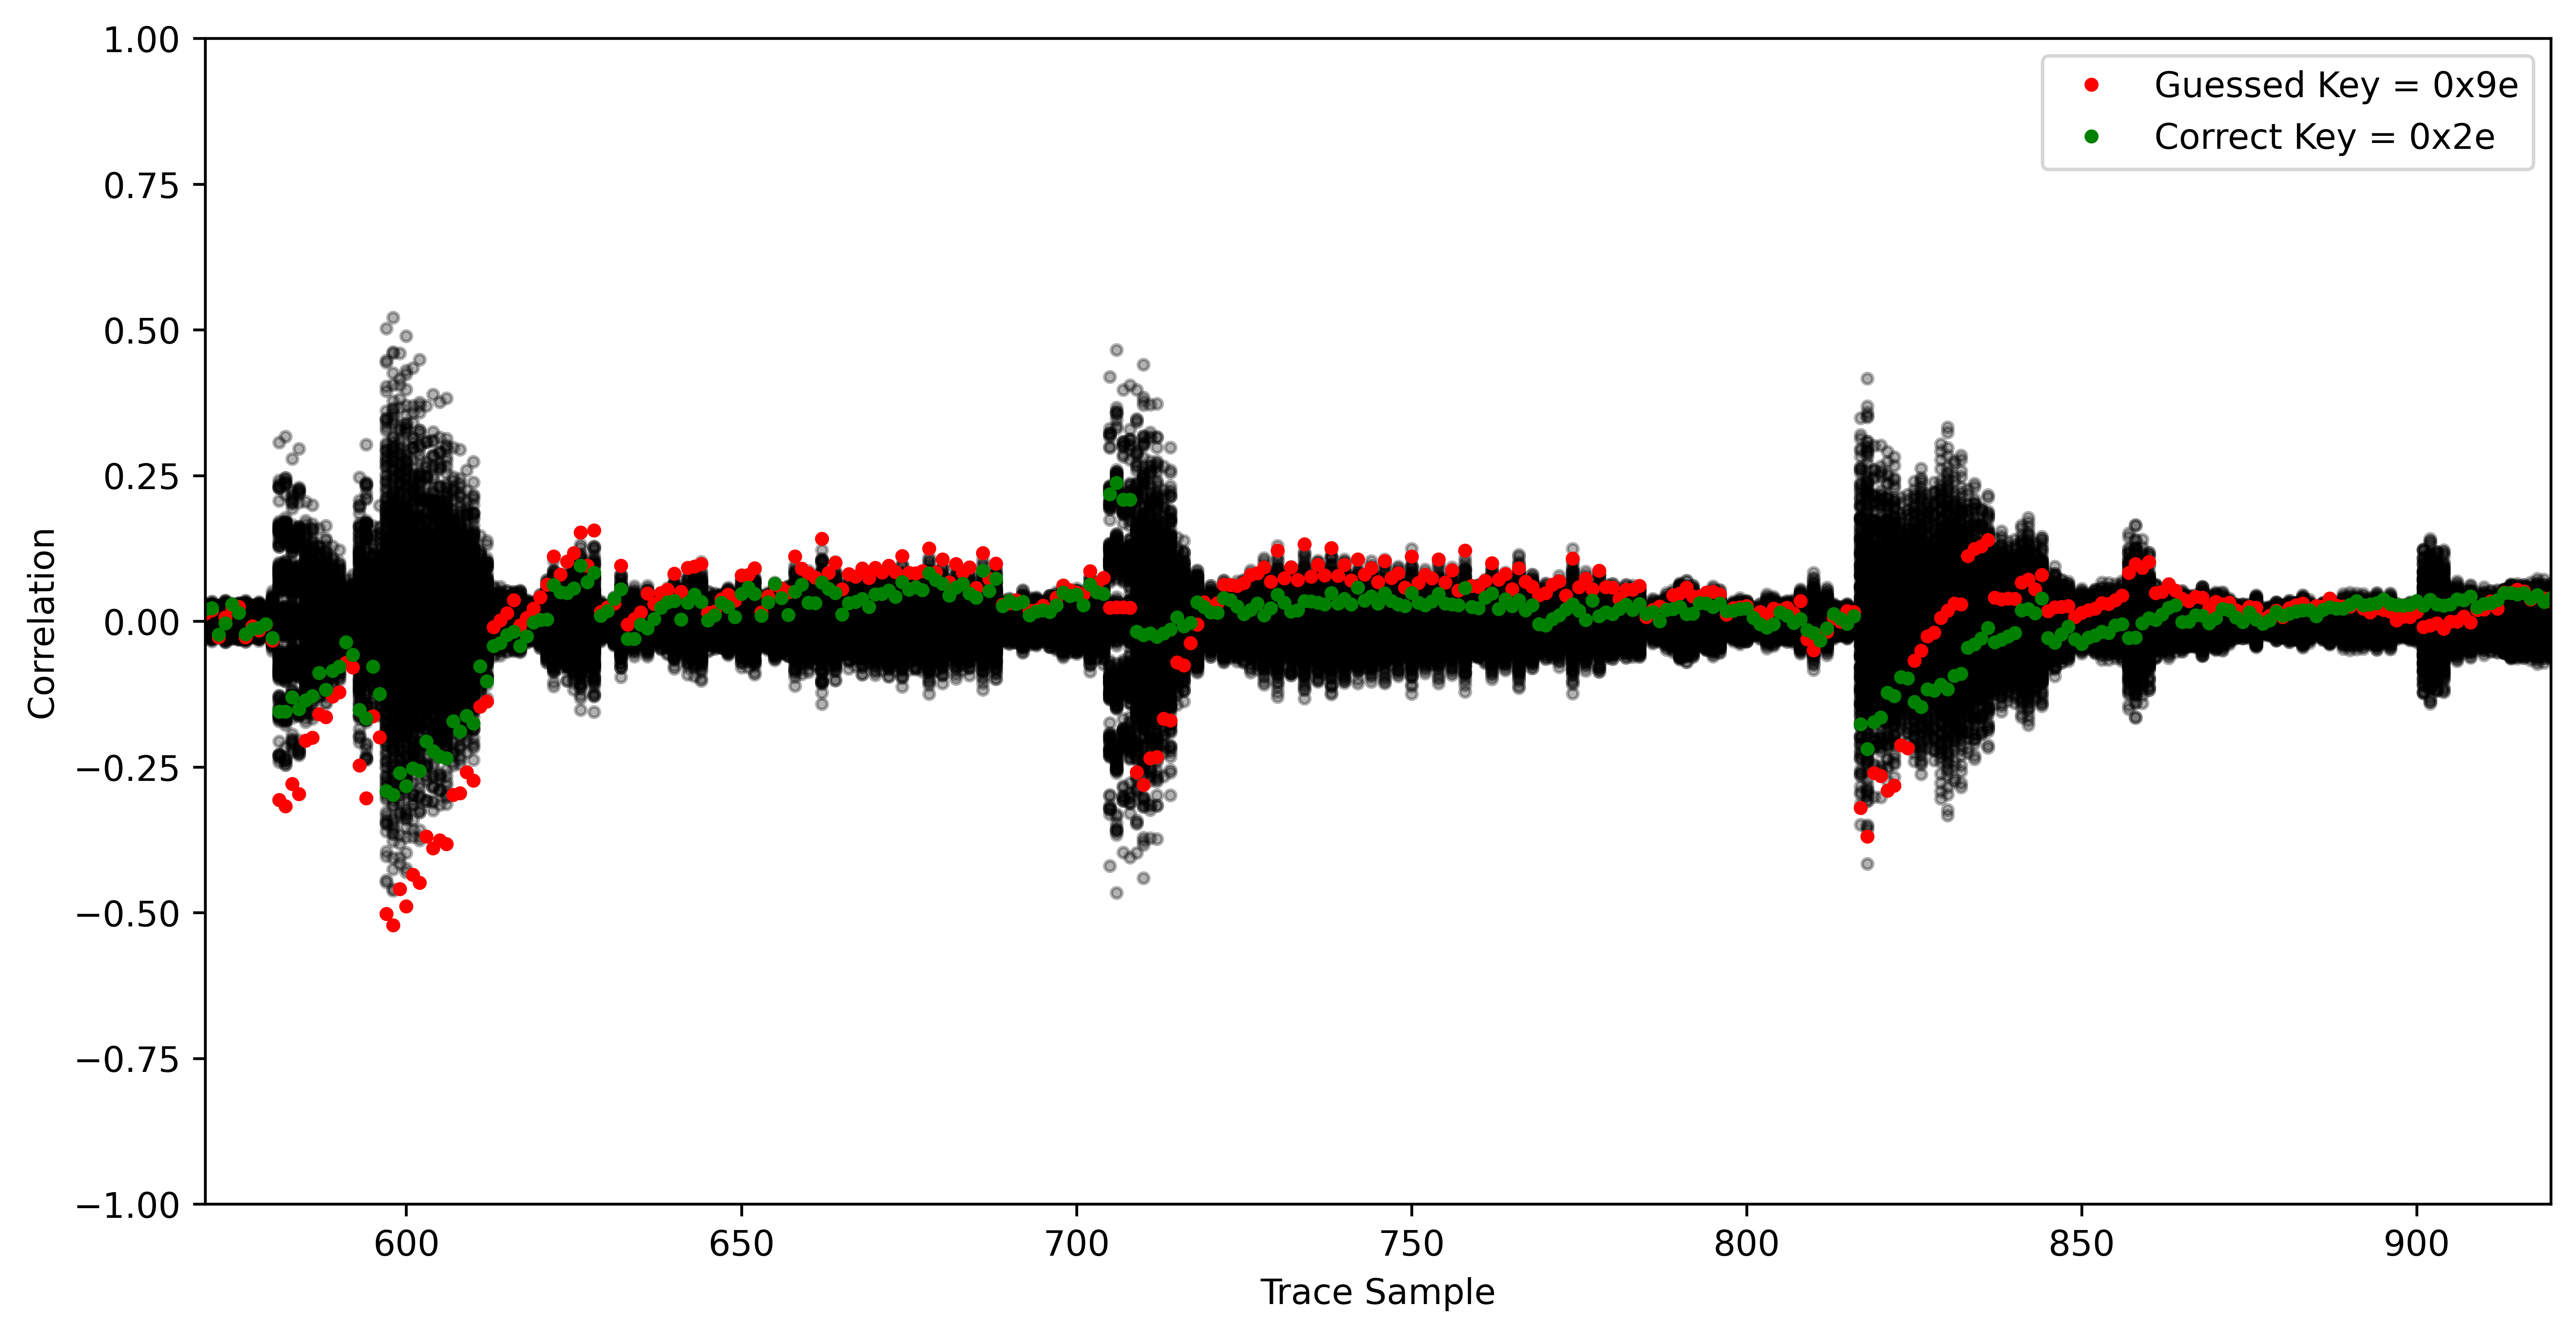 1.00
0.75
0.50
0.25
0.00
−0.25
−0.50
−0.75
−1.00
Correlation
Guessed Key = 0x9e
Correct Key = 0x2e
600 650 700 750 800 850 900
Trace Sample